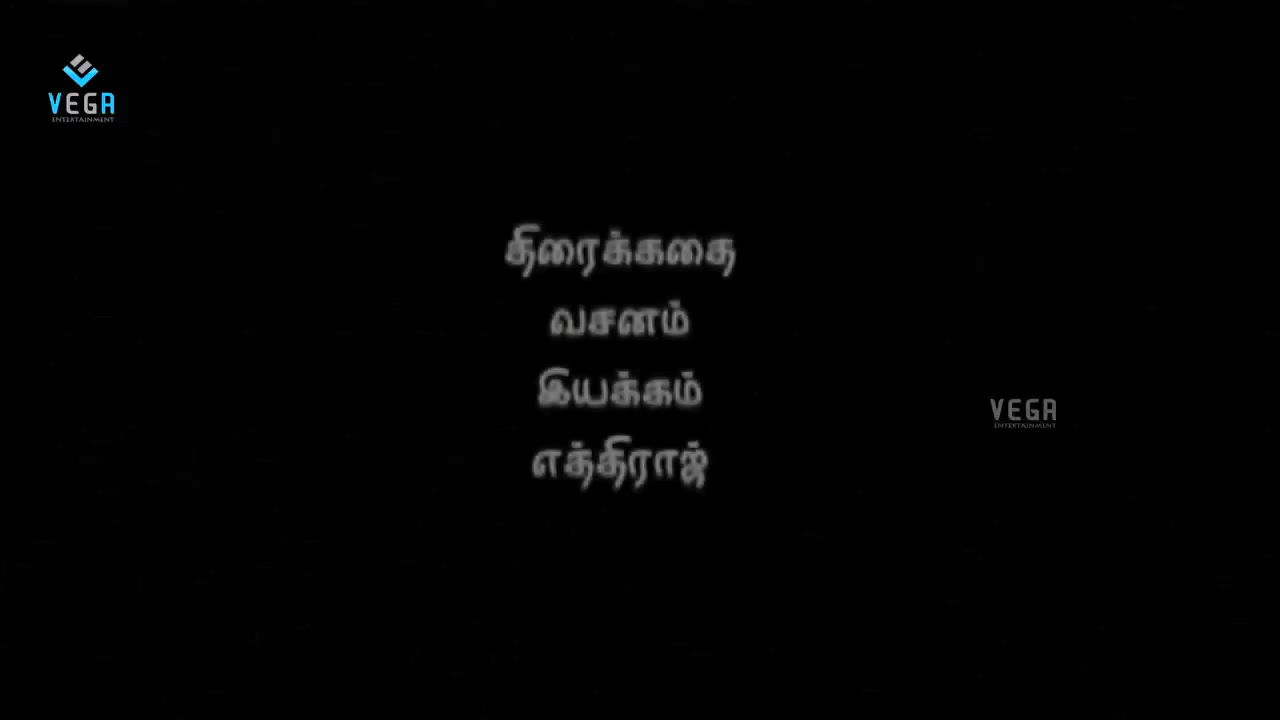 VEGA
ENTERTAINMENT
திரைக்கதை
வசனம்
இயக்கம்
எத்திராஜ்
VEGA
ENTERTAINMENT